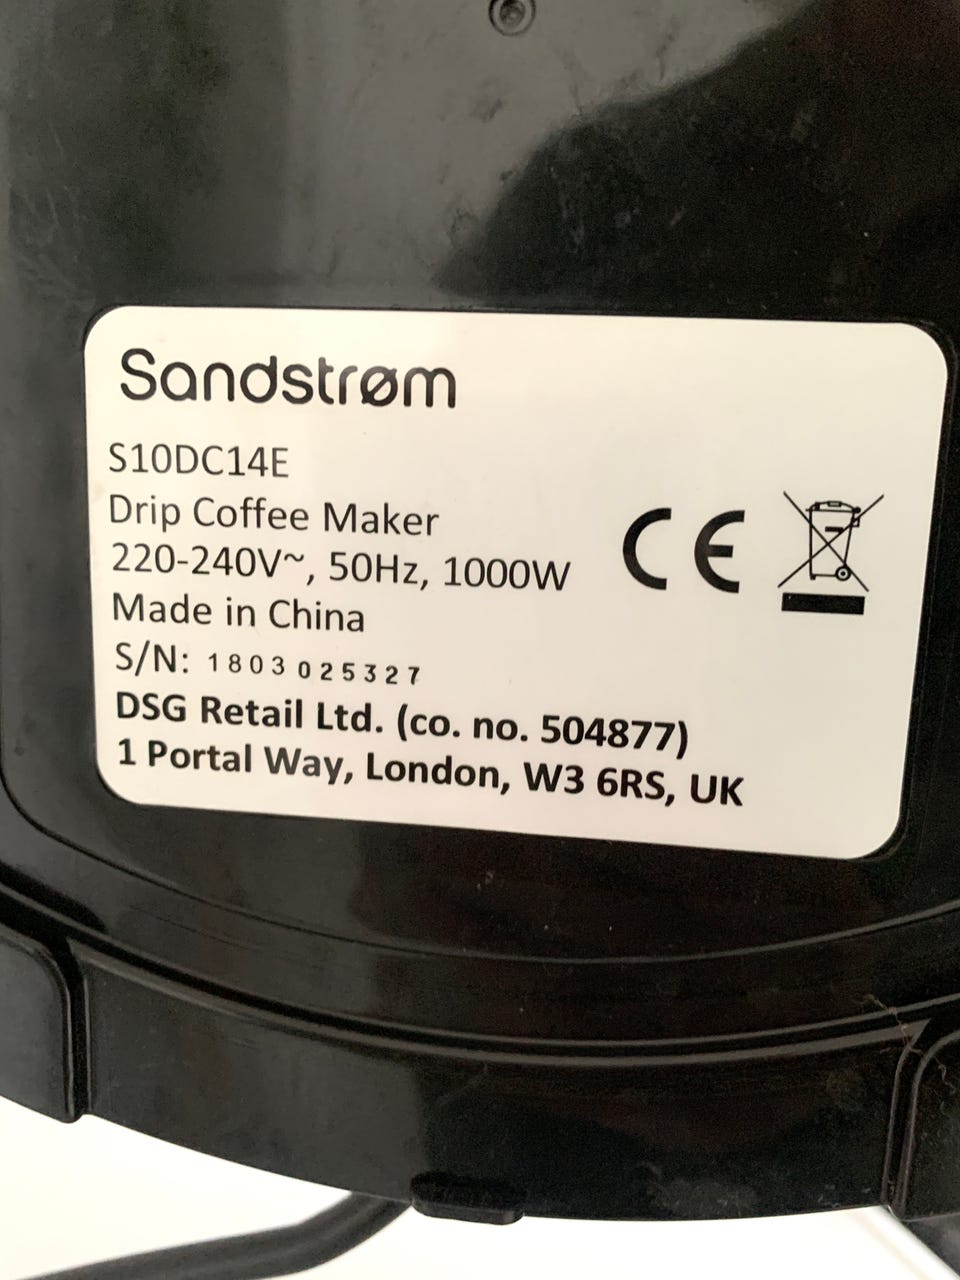 Sandstrøm
S10DC14E
Drip Coffee Maker
220-240V~, 50Hz, 1000W
Made in China
S/N: 1803025327
DSG Retail Ltd. (co. no. 504877)
1 Portal Way, London, W3 6RS, UK
CE